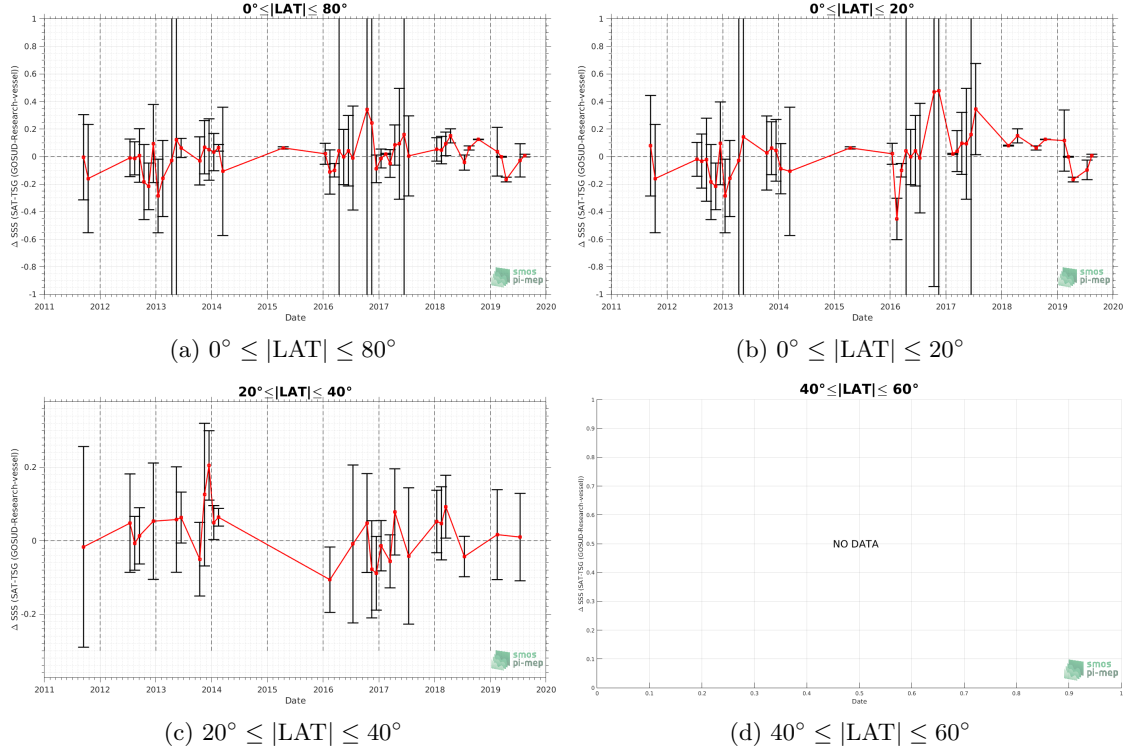 0°≤|LAT|≤ 80°
Δ SSS (SAT-TSG (GOSUD-Research-vessel))
1
0.8
0.6
0.4
0.2
0
-0.2
-0.4
-0.6
-0.8
-1
2011 2012 2013 2014 2015 2016 2017 2018 2019 2020
Date
smos
pi-mep
(a) 0° ≤ |LAT| ≤ 80°
0°≤|LAT|≤ 20°
Δ SSS (SAT-TSG (GOSUD-Research-vessel))
1
0.8
0.6
0.4
0.2
0
-0.2
-0.4
-0.6
-0.8
-1
2011 2012 2013 2014 2015 2016 2017 2018 2019 2020
Date
smos
pi-mep
(b) 0° ≤ |LAT| ≤ 20°
20°≤|LAT|≤ 40°
Δ SSS (SAT-TSG (GOSUD-Research-vessel))
0.2
0
-0.2
2011 2012 2013 2014 2015 2016 2017 2018 2019 2020
Date
smos
pi-mep
(c) 20° ≤ |LAT| ≤ 40°
40°≤|LAT|≤ 60°
Δ SSS (SAT-TSG (GOSUD-Research-vessel))
1
0.9
0.8
0.7
0.6
0.5
0.4
0.3
0.2
0.1
0
NO DATA
0 0.1 0.2 0.3 0.4 0.5 0.6 0.7 0.8 0.9 1
Date
smos
pi-mep
(d) 40° ≤ |LAT| ≤ 60°